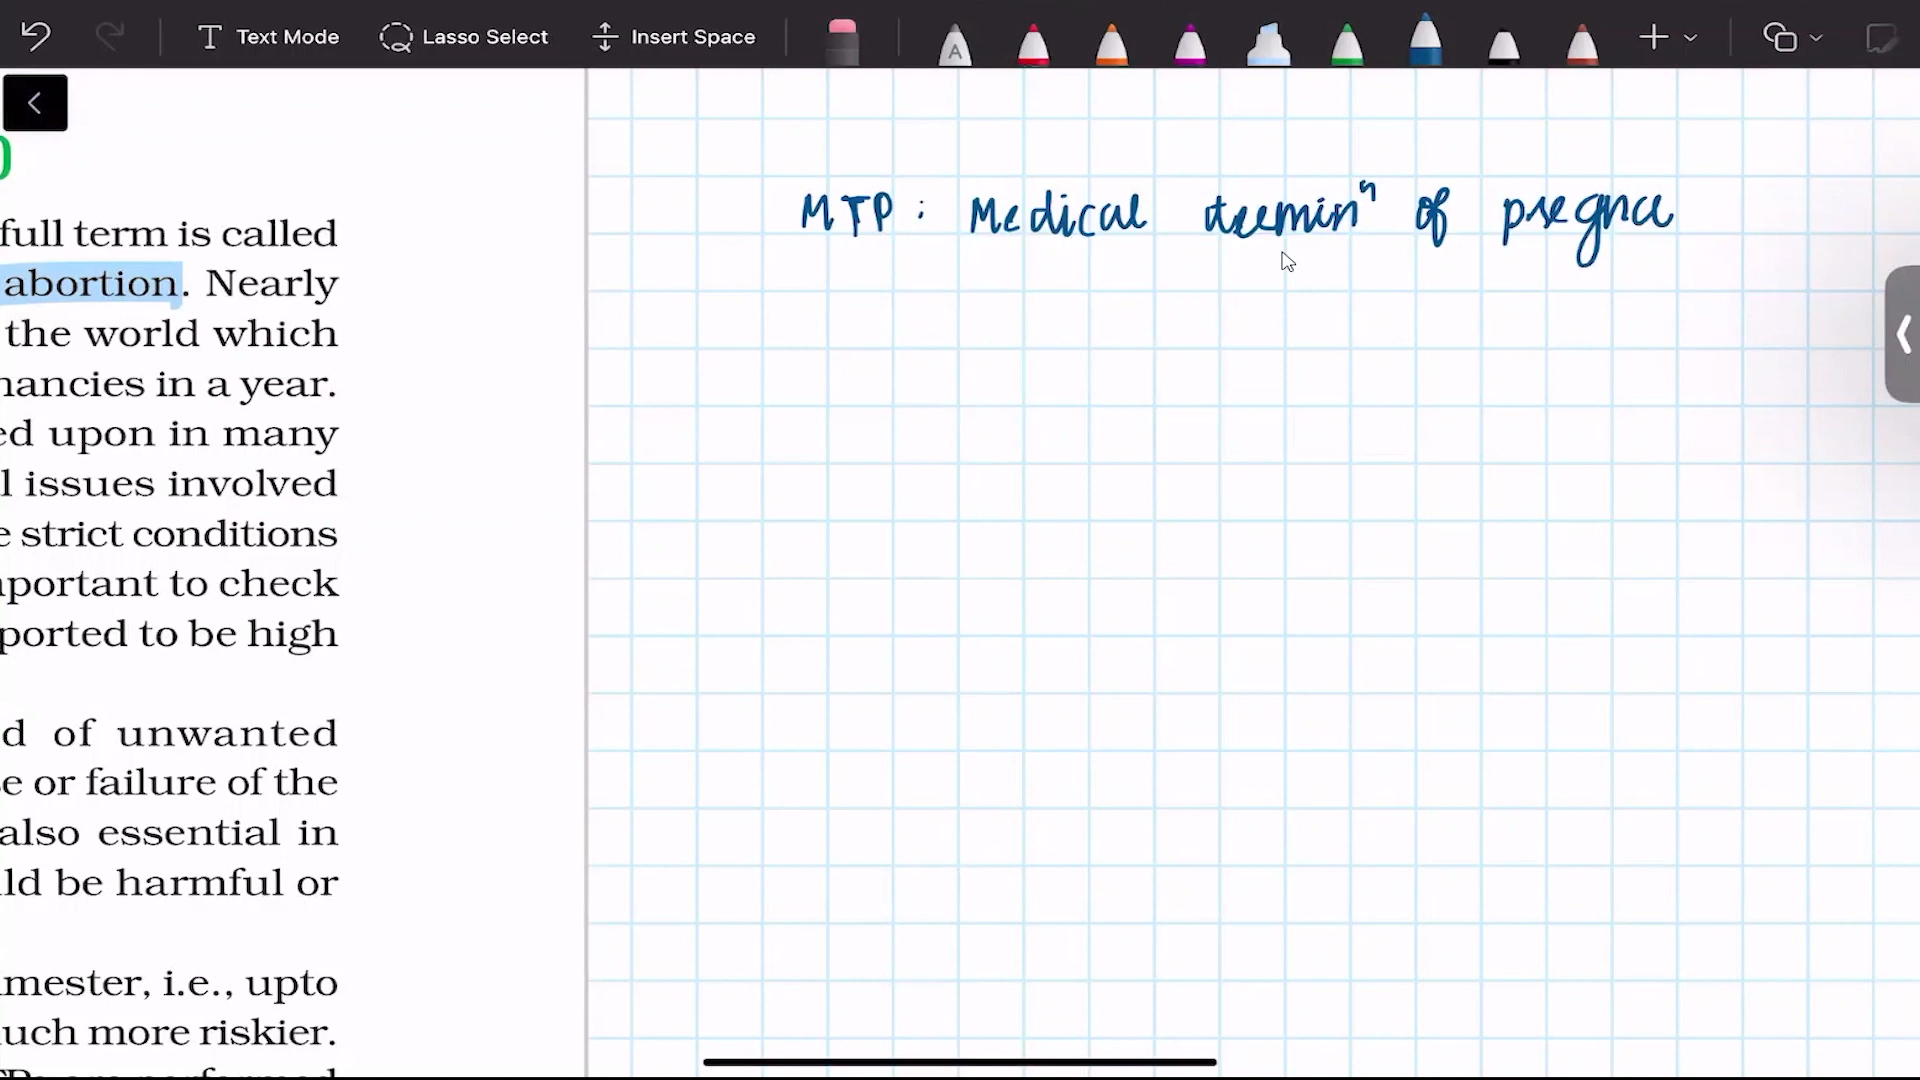 Text Mode Lasso Select Insert Space
A
MTP : Medical termin^n of pregna
full term is called
abortion. Nearly
the world which
nancies in a year.
ed upon in many
l issues involved
e strict conditions
portant to check
ported to be high
d of unwanted
e or failure of the
also essential in
ld be harmful or
mester, i.e., upto
uch more riskier.